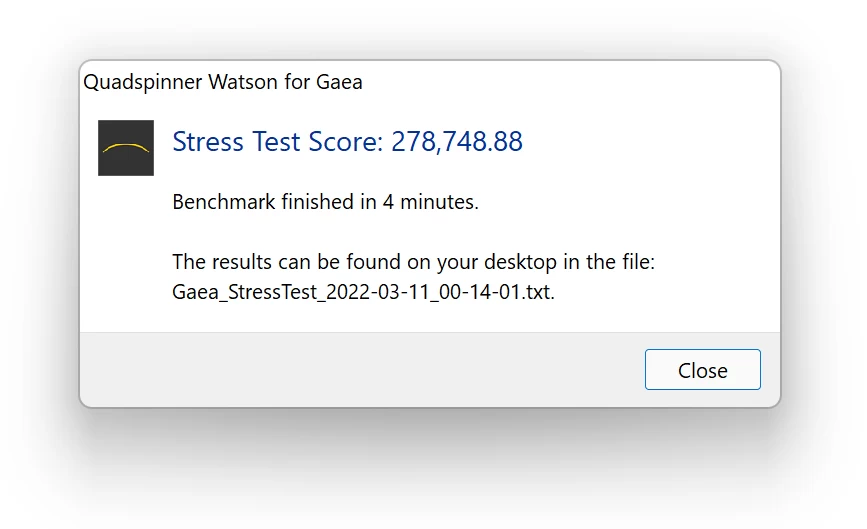 Quadspinner Watson for Gaea
Stress Test Score: 278,748.88
Benchmark finished in 4 minutes.
The results can be found on your desktop in the file:
Gaea_StressTest_2022-03-11_00-14-01.txt.
Close